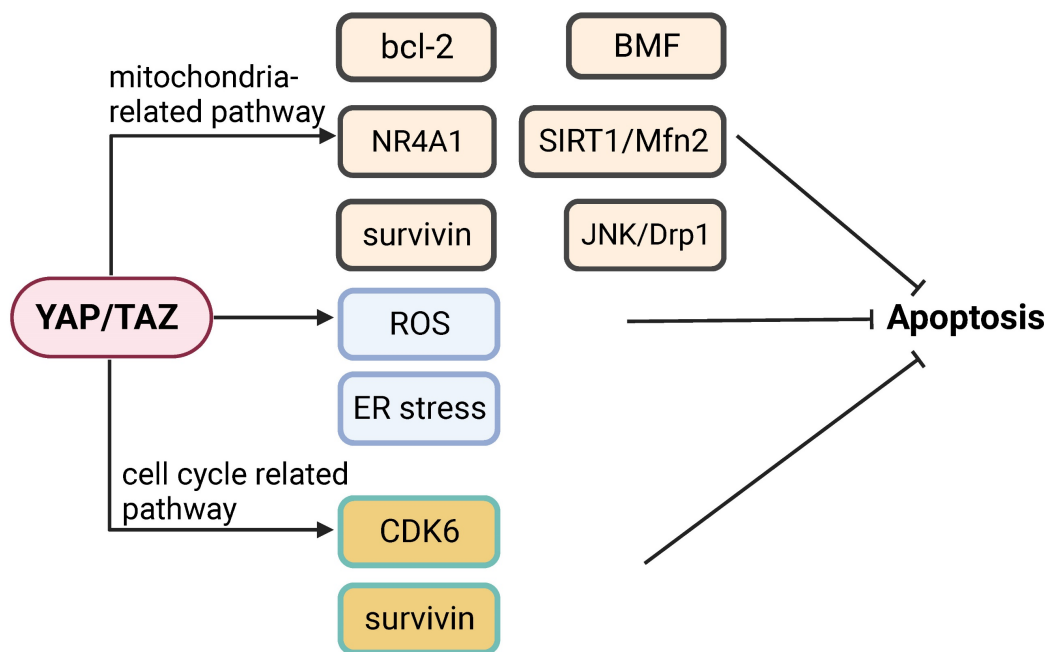 bcl-2
BMF
mitochondria-
related pathway
NR4A1
SIRT1/Mfn2
survivin
JNK/Drp1
YAP/TAZ
ROS
Apoptosis
ER stress
cell cycle related
pathway
CDK6
survivin